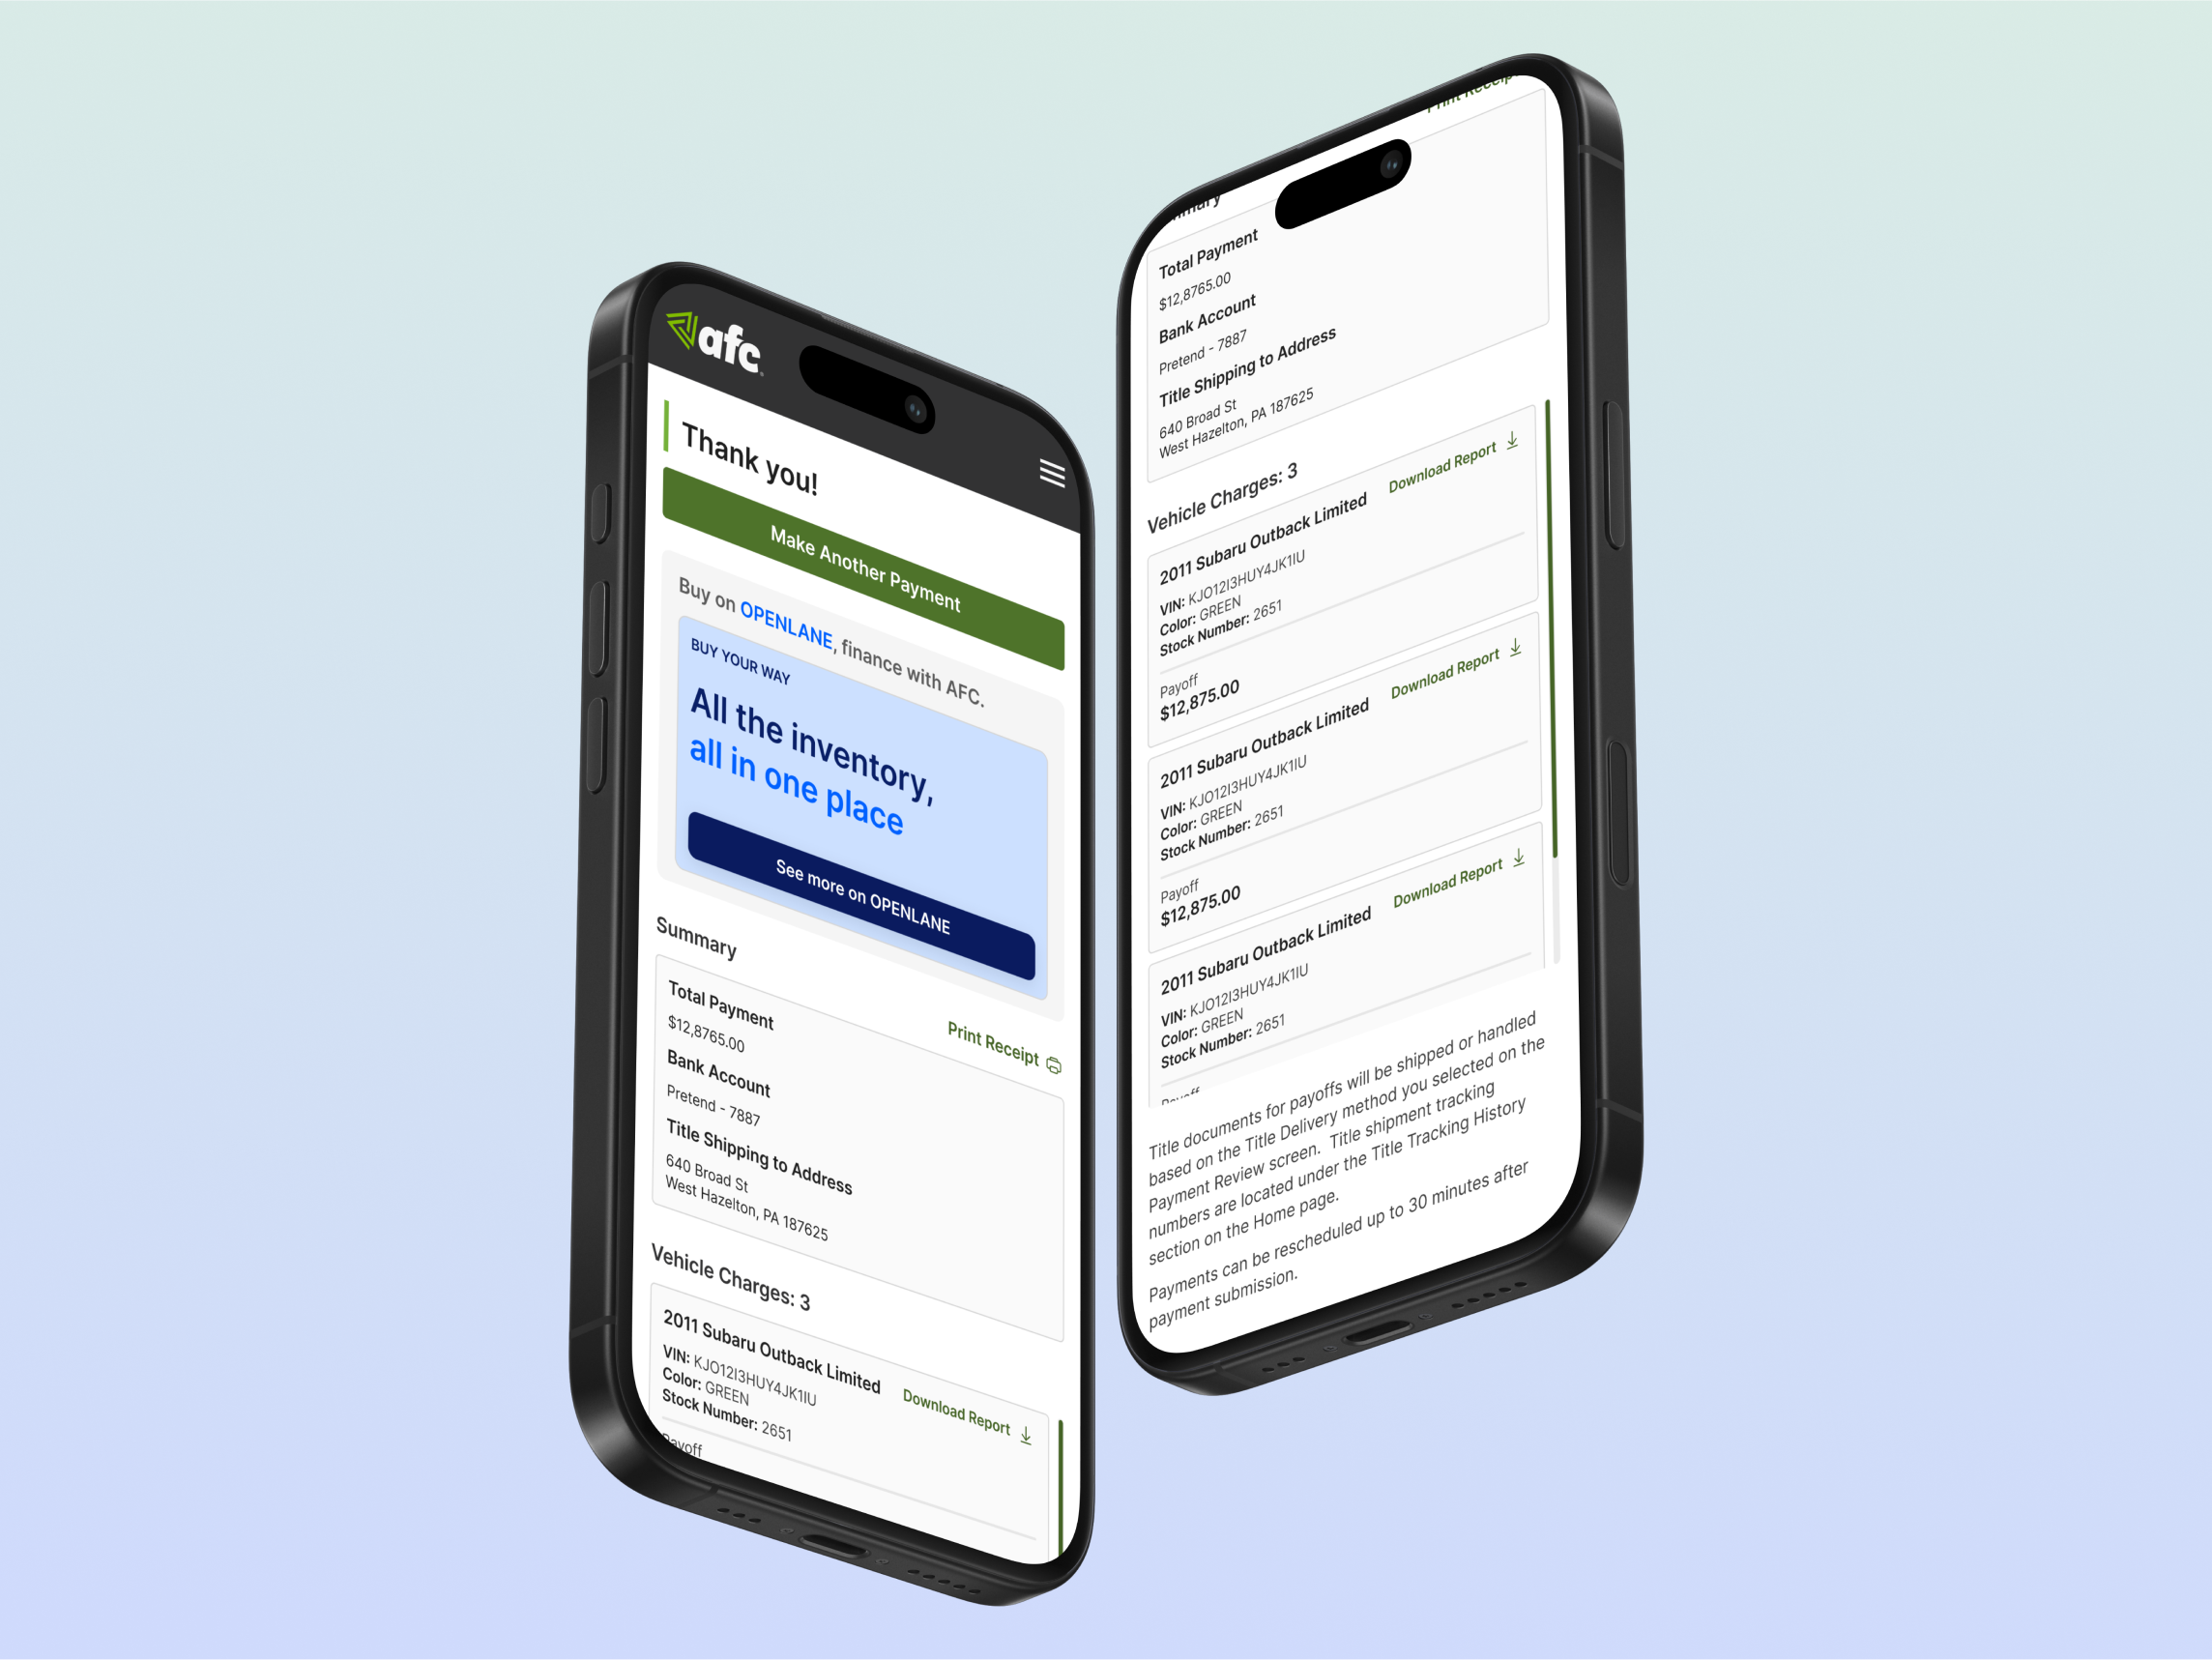 afc
Thank you!
Make Another Payment
Buy on OPENLANE, finance with AFC.
BUY YOUR WAY
All the inventory,
all in one place
See more on OPENLANE
Summary
Print Receipt
Total Payment
$12,8765.00
Bank Account
Pretend - 7887
Title Shipping to Address
640 Broad St
West Hazelton, PA 187625
Vehicle Charges: 3
2011 Subaru Outback Limited
Download Report
VIN: KJO12I3HUY4JK1IU
Color: GREEN
Stock Number: 2651
Payoff
Print Receipt
Total Payment
$12,8765.00
Bank Account
Pretend - 7887
Title Shipping to Address
640 Broad St
West Hazelton, PA 187625
Vehicle Charges: 3
2011 Subaru Outback Limited
Download Report
VIN: KJO12I3HUY4JK1IU
Color: GREEN
Stock Number: 2651
Payoff
$12,875.00
2011 Subaru Outback Limited
Download Report
VIN: KJO12I3HUY4JK1IU
Color: GREEN
Stock Number: 2651
Payoff
$12,875.00
2011 Subaru Outback Limited
Download Report
VIN: KJO12I3HUY4JK1IU
Color: GREEN
Stock Number: 2651
Payoff
Title documents for payoffs will be shipped or handled
based on the Title Delivery method you selected on the
Payment Review screen. Title shipment tracking
numbers are located under the Title Tracking History
section on the Home page.
Payments can be rescheduled up to 30 minutes after
payment submission.